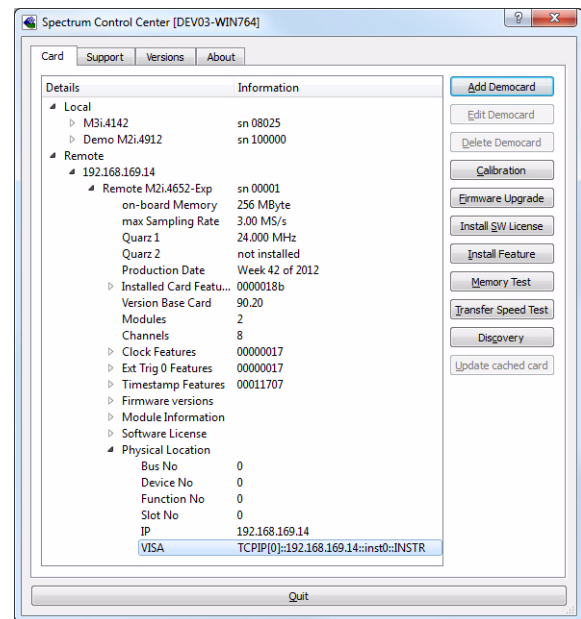 Spectrum Control Center [DEV03-WIN764]
Card Support Versions About
Details Information
Local
M3i.4142 sn 08025
Demo M2i.4912 sn 100000
Remote
192.168.169.14
Remote M2i.4652-Exp sn 00001
on-board Memory 256 MByte
max Sampling Rate 3.00 MS/s
Quarz 1 24.000 MHz
Quarz 2 not installed
Production Date Week 42 of 2012
Installed Card Featu... 0000018b
Version Base Card 90.20
Modules 2
Channels 8
Clock Features 00000017
Ext Trig 0 Features 00000017
Timestamp Features 00011707
Firmware versions
Module Information
Software License
Physical Location
Bus No 0
Device No 0
Function No 0
Slot No 0
IP 192.168.169.14
VISA TCPIP[0]::192.168.169.14::inst0::INSTR
Add Democard
Edit Democard
Delete Democard
Calibration
Firmware Upgrade
Install SW License
Install Feature
Memory Test
Transfer Speed Test
Discovery
Update cached card
Quit